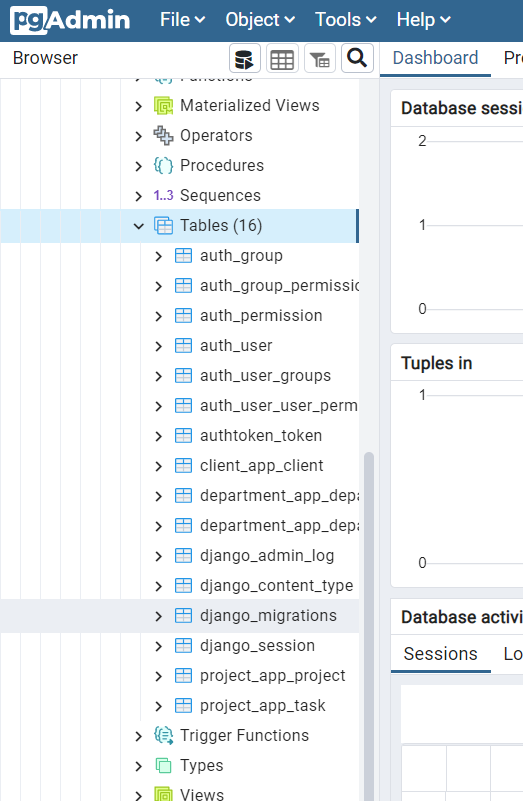 pgAdmin File Object Tools Help
Browser
Dashboard
Functions
Materialized Views
Operators
Procedures
1..3 Sequences
Tables (16)
auth_group
auth_group_permissio
auth_permission
auth_user
auth_user_groups
auth_user_user_perm
authtoken_token
client_app_client
department_app_depa
department_app_depa
django_admin_log
django_content_type
django_migrations
django_session
project_app_project
project_app_task
Trigger Functions
Types
Views
Database sessi
2
1
0
Tuples in
1
0
Database activi
Sessions Lo